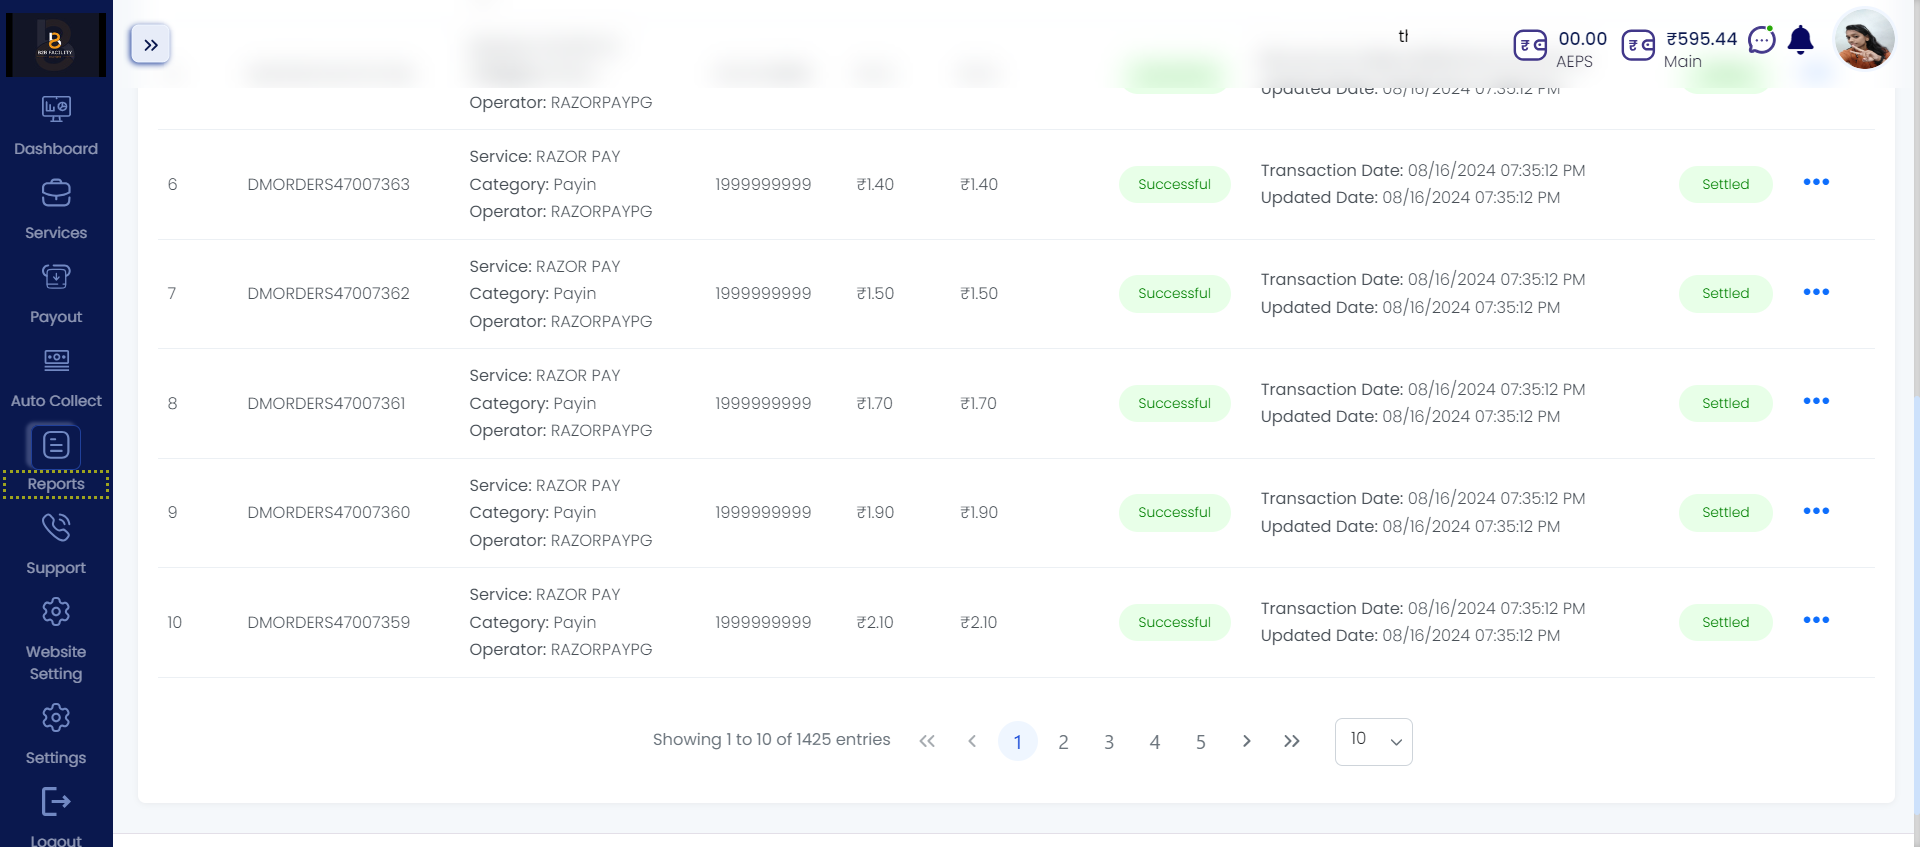 B2B FACILITY
th
00.00
AEPS
₹595.44
Main
Dashboard
Services
Payout
Auto Collect
Reports
Support
Website
Setting
Settings
Logout
Operator: RAZORPAYPG
Updated Date: 08/16/2024 07:35:12 PM
6 DMORDERS47007363 Service: RAZOR PAY
Category: Payin
Operator: RAZORPAYPG
1999999999 ₹1.40 ₹1.40 Successful Transaction Date: 08/16/2024 07:35:12 PM
Updated Date: 08/16/2024 07:35:12 PM
Settled
7 DMORDERS47007362 Service: RAZOR PAY
Category: Payin
Operator: RAZORPAYPG
1999999999 ₹1.50 ₹1.50 Successful Transaction Date: 08/16/2024 07:35:12 PM
Updated Date: 08/16/2024 07:35:12 PM
Settled
8 DMORDERS47007361 Service: RAZOR PAY
Category: Payin
Operator: RAZORPAYPG
1999999999 ₹1.70 ₹1.70 Successful Transaction Date: 08/16/2024 07:35:12 PM
Updated Date: 08/16/2024 07:35:12 PM
Settled
9 DMORDERS47007360 Service: RAZOR PAY
Category: Payin
Operator: RAZORPAYPG
1999999999 ₹1.90 ₹1.90 Successful Transaction Date: 08/16/2024 07:35:12 PM
Updated Date: 08/16/2024 07:35:12 PM
Settled
10 DMORDERS47007359 Service: RAZOR PAY
Category: Payin
Operator: RAZORPAYPG
1999999999 ₹2.10 ₹2.10 Successful Transaction Date: 08/16/2024 07:35:12 PM
Updated Date: 08/16/2024 07:35:12 PM
Settled
Showing 1 to 10 of 1425 entries « ‹ 1 2 3 4 5 › » 10